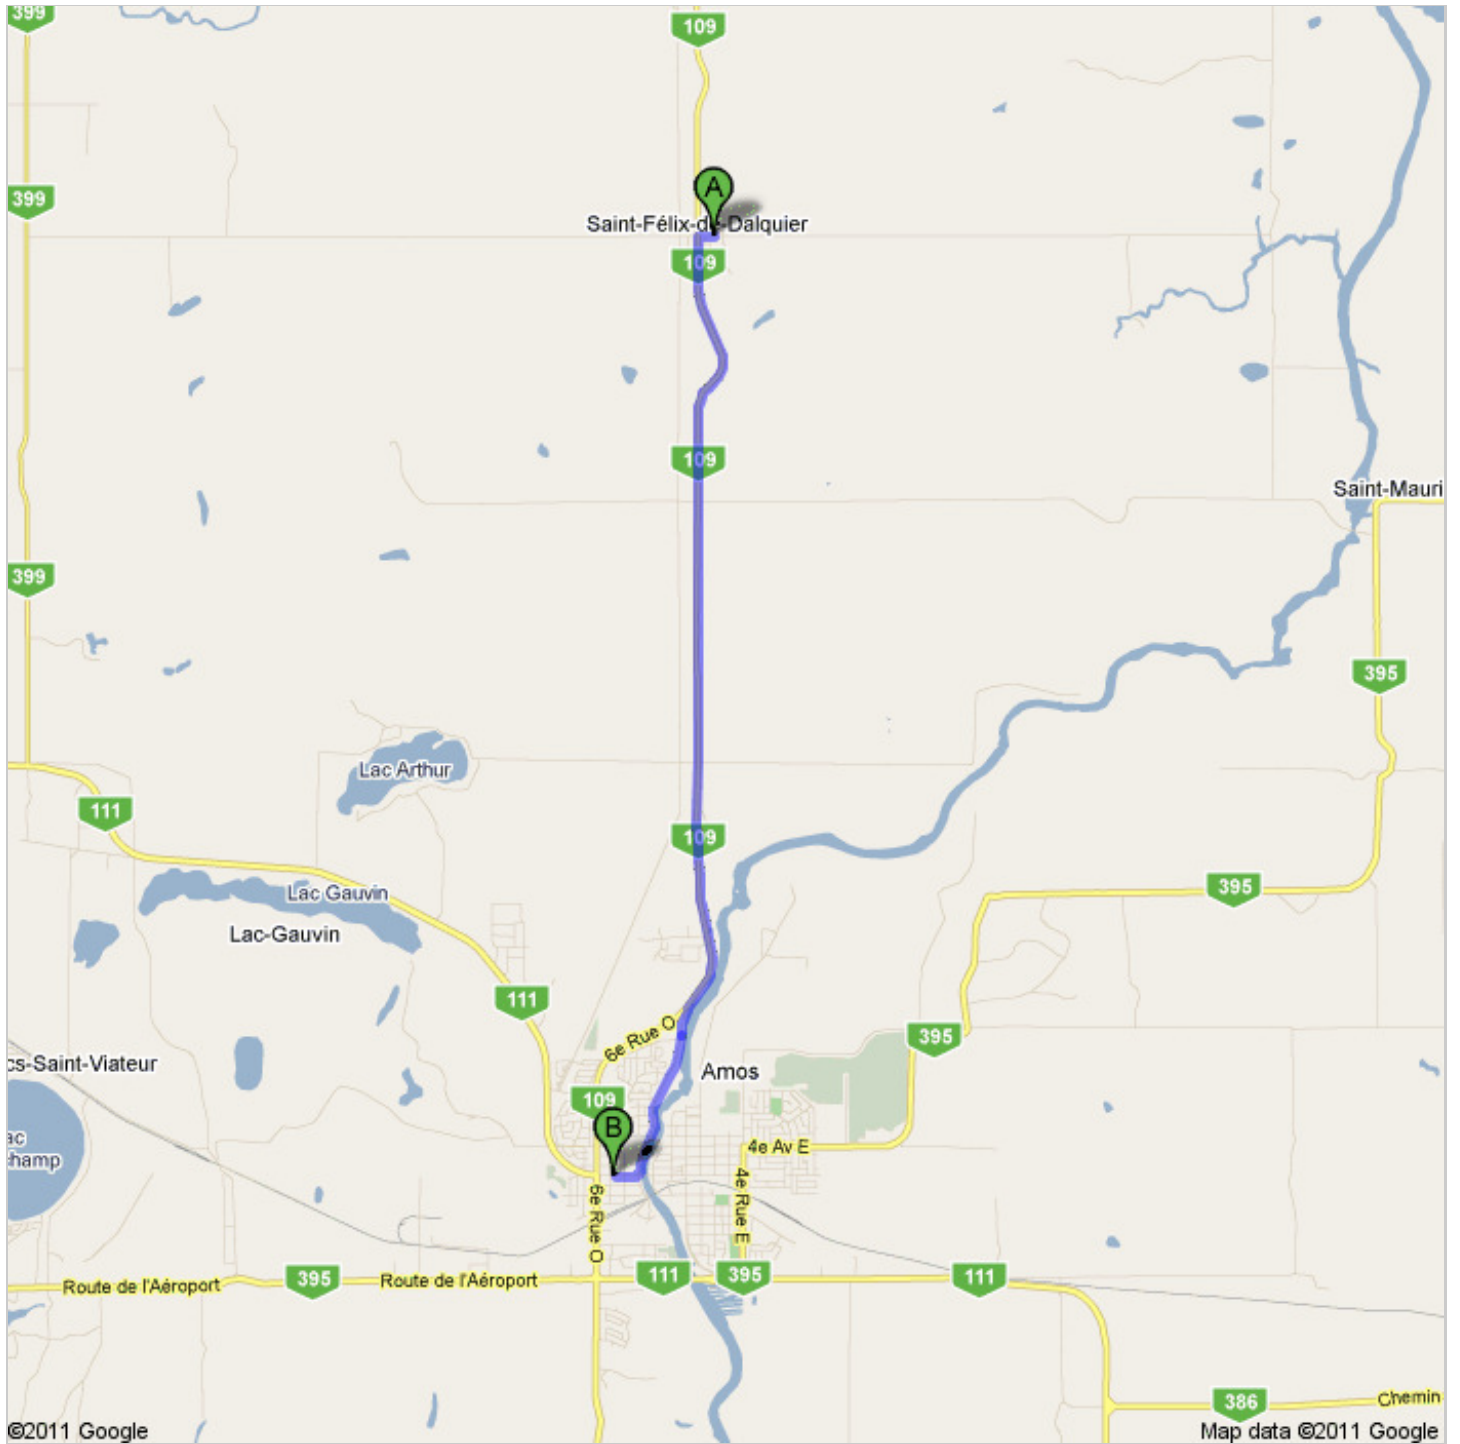 399
109
399
A
Saint-Félix-de-Dalquier
109
109
Saint-Mauri
399
395
Lac Arthur
111
109
395
Lac Gauvin
Lac-Gauvin
111
6e Rue O
395
cs-Saint-Viateur
Amos
109
B
ac
champ
4e Av E
4e Rue E
6e Rue O
Route de l'Aéroport
395
Route de l'Aéroport
111
395
111
386
Chemin
©2011 Google
Map data ©2011 Google